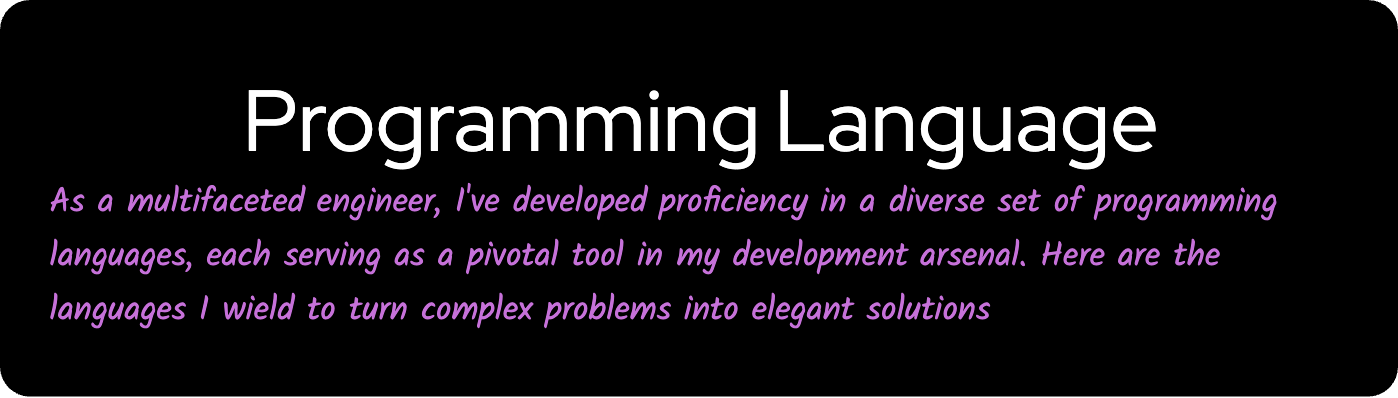 Programming Language
As a multifaceted engineer, I've developed proficiency in a diverse set of programming
languages, each serving as a pivotal tool in my development arsenal. Here are the
languages I wield to turn complex problems into elegant solutions